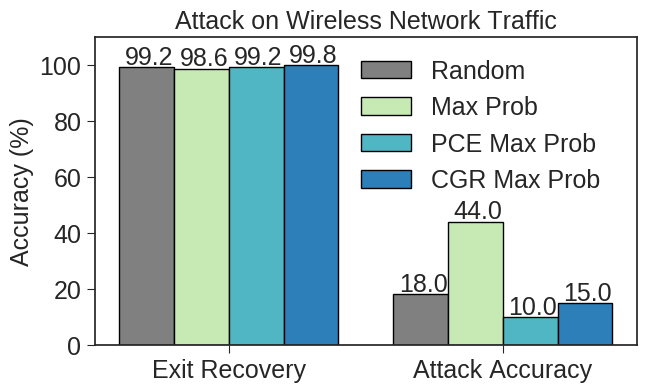 Attack on Wireless Network Traffic
Accuracy (%)
100
80
60
40
20
0
99.2 98.6 99.2 99.8
Random
Max Prob
PCE Max Prob
CGR Max Prob
18.0 44.0 10.0 15.0
Exit Recovery Attack Accuracy